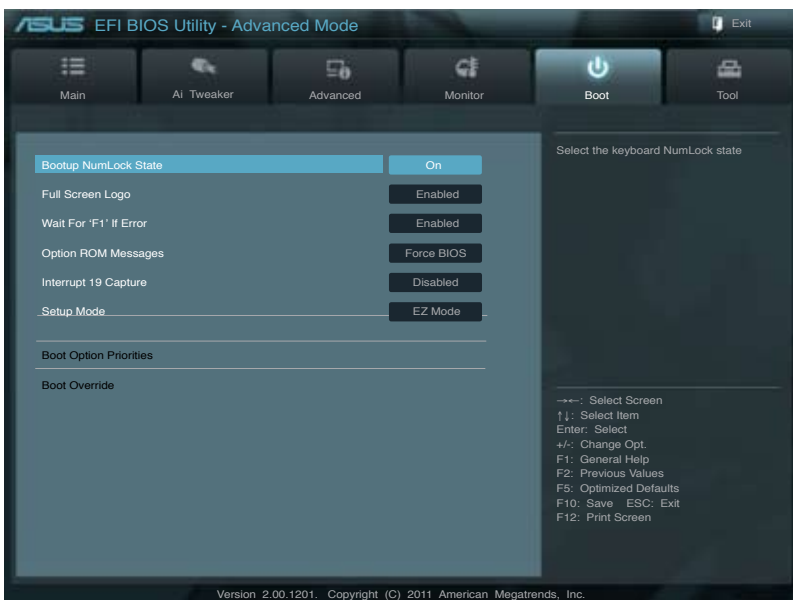 ASUS EFI BIOS Utility - Advanced Mode
Exit
Main Ai Tweaker Advanced Monitor Boot Tool
Bootup NumLock State On
Full Screen Logo Enabled
Wait For ‘F1’ If Error Enabled
Option ROM Messages Force BIOS
Interrupt 19 Capture Disabled
Setup Mode EZ Mode
Boot Option Priorities
Boot Override
Select the keyboard NumLock state
→←: Select Screen
↑↓: Select Item
Enter: Select
+/-: Change Opt.
F1: General Help
F2: Previous Values
F5: Optimized Defaults
F10: Save ESC: Exit
F12: Print Screen
Version 2.00.1201. Copyright (C) 2011 American Megatrends, Inc.